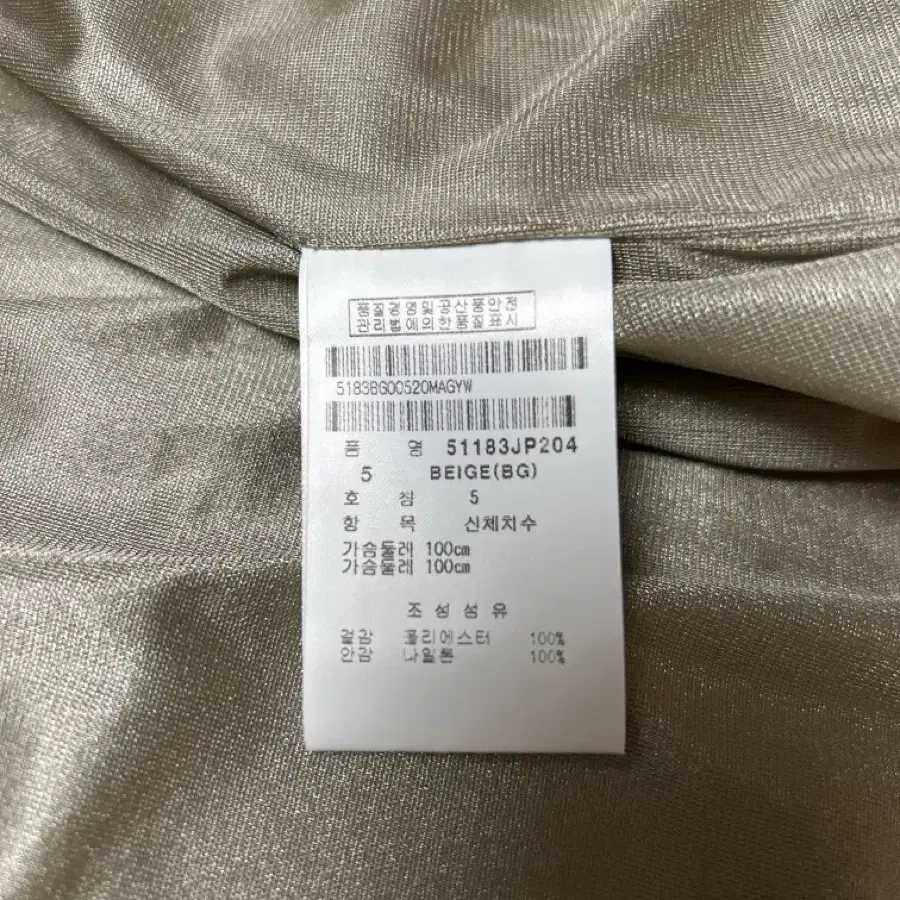 품질경영및공산품안전
관리법에의한품질표시
5183BG00520MAGYW
품 명 51183JP204
5 BEIGE(BG)
호 칭 5
항 목 신체치수
가슴둘레 100cm
가슴둘레 100cm
조성섬유
겉감 폴리에스터 100%
안감 나일론 100%